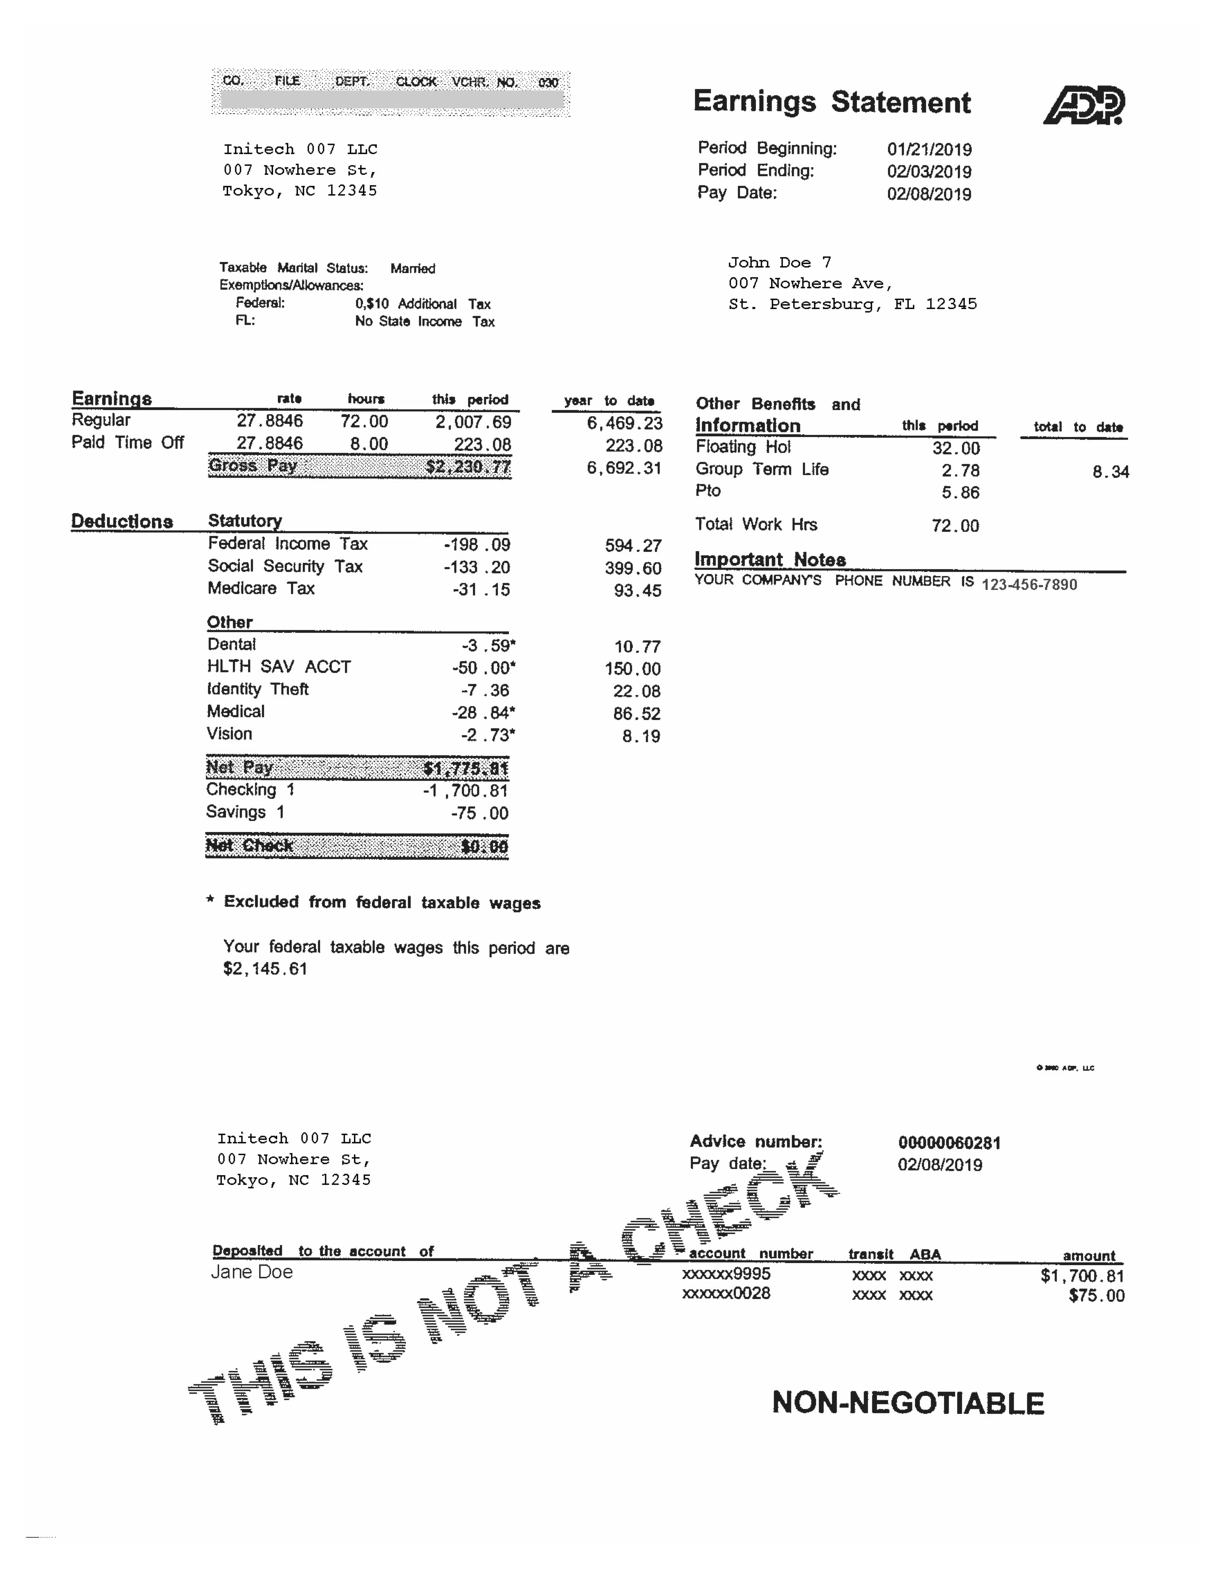 CO. FILE DEPT. CLOCK VCHR. NO. 030
Earnings Statement ADP
Initech 007 LLC
007 Nowhere St,
Tokyo, NC 12345
Period Beginning: 01/21/2019
Period Ending: 02/03/2019
Pay Date: 02/08/2019
Taxable Marital Status: Married
Exemptions/Allowances:
Federal: 0,$10 Additional Tax
FL: No State Income Tax
John Doe 7
007 Nowhere Ave,
St. Petersburg, FL 12345
Earnings rate hours this period year to date
Regular 27.8846 72.00 2,007.69 6,469.23
Paid Time Off 27.8846 8.00 223.08 223.08
Gross Pay $2,230.77 6,692.31
Deductions Statutory
Federal Income Tax -198 .09 594.27
Social Security Tax -133 .20 399.60
Medicare Tax -31 .15 93.45
Other
Dental -3 .59* 10.77
HLTH SAV ACCT -50 .00* 150.00
Identity Theft -7 .36 22.08
Medical -28 .84* 86.52
Vision -2 .73* 8.19
Net Pay $1,775.81
Checking 1 -1 ,700.81
Savings 1 -75 .00
Net Check $0.00
* Excluded from federal taxable wages
Your federal taxable wages this period are
$2,145.61
Other Benefits and
Information this period total to date
Floating Hol 32.00
Group Term Life 2.78 8.34
Pto 5.86
Total Work Hrs 72.00
Important Notes
YOUR COMPANY'S PHONE NUMBER IS 123-456-7890
ADP, LLC
Initech 007 LLC
007 Nowhere St,
Tokyo, NC 12345
Advice number: 00000060281
Pay date: 02/08/2019
THIS IS NOT A CHECK
Deposited to the account of account number transit ABA amount
Jane Doe xxxxxx9995 xxxx xxxx $1,700.81
xxxxxx0028 xxxx xxxx $75.00
NON-NEGOTIABLE